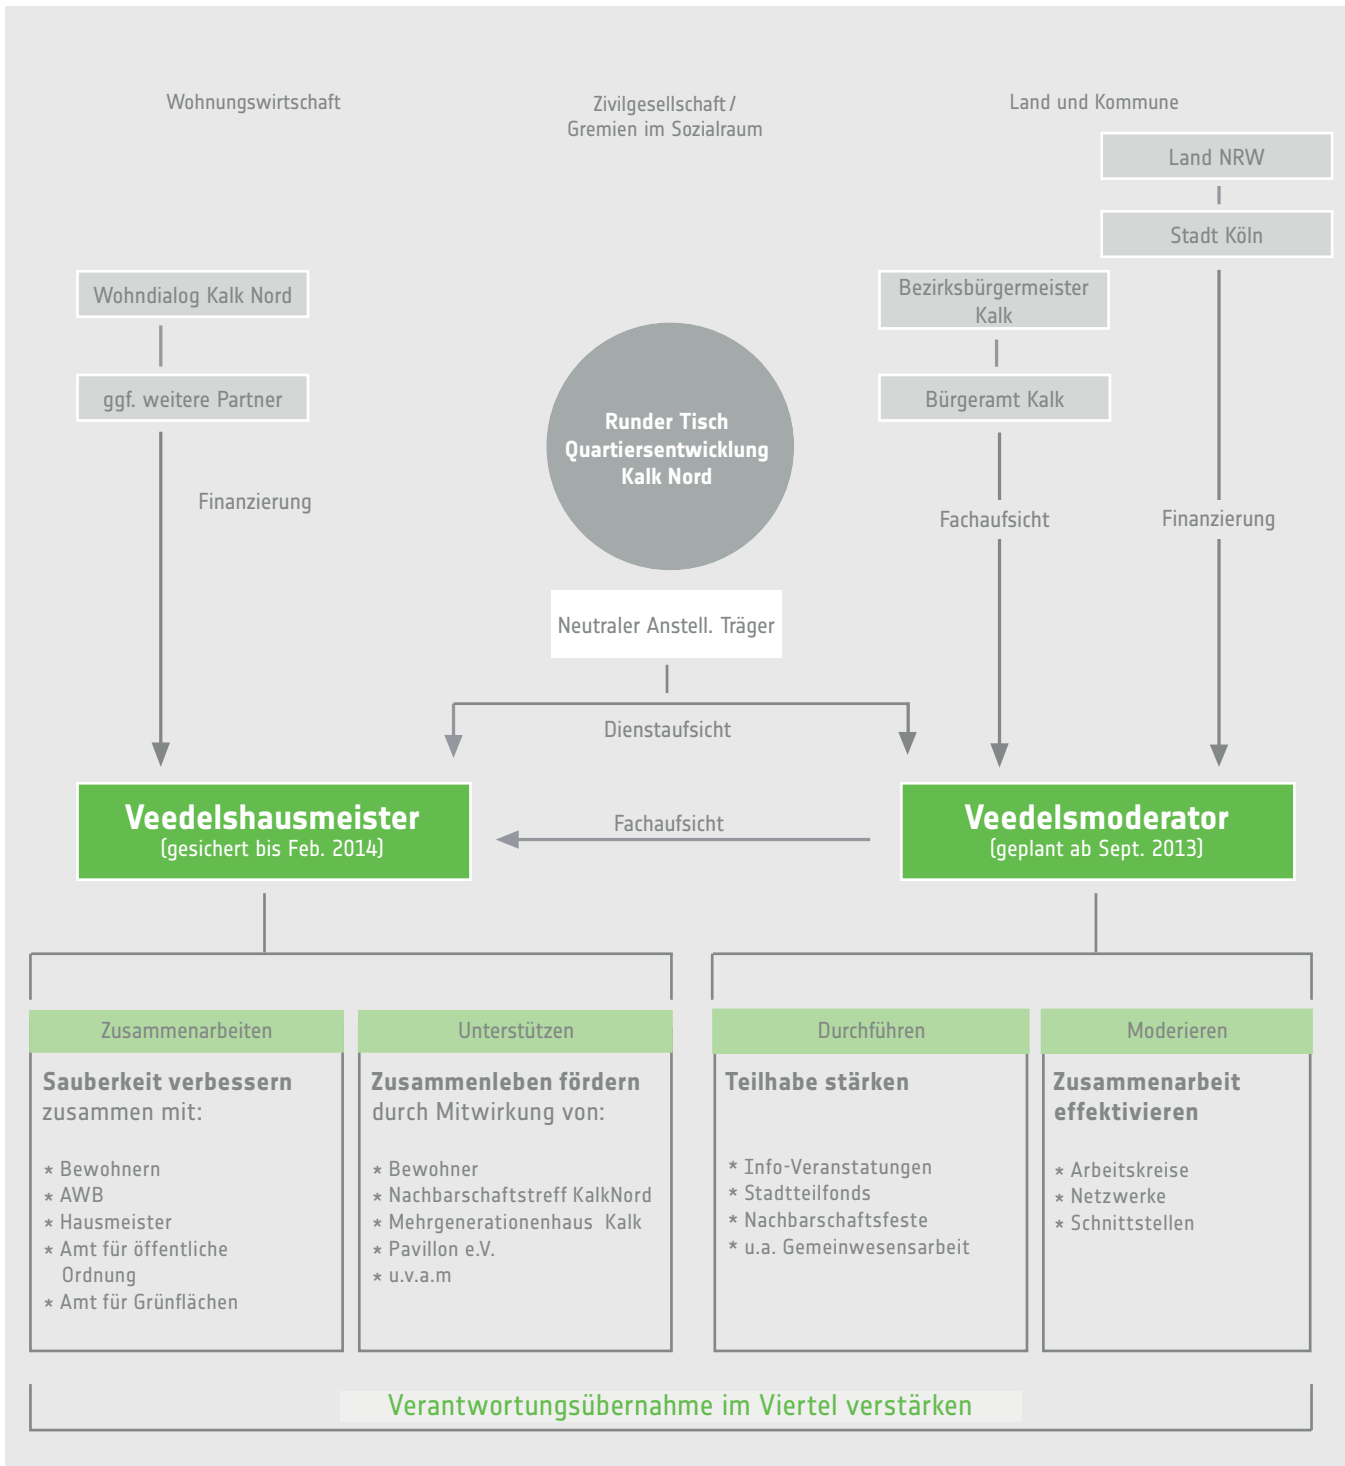 Wohnungswirtschaft
Zivilgesellschaft /
Gremien im Sozialraum
Land und Kommune
Land NRW
Stadt Köln
Wohndialog Kalk Nord
ggf. weitere Partner
Finanzierung
Runder Tisch
Quartiersentwicklung
Kalk Nord
Bezirksbürgermeister
Kalk
Bürgeramt Kalk
Fachaufsicht
Finanzierung
Neutraler Anstell. Träger
Dienstaufsicht
Veedelshausmeister
(gesichert bis Feb. 2014)
Fachaufsicht
Veedelsmoderator
(geplant ab Sept. 2013)
Zusammenarbeiten
Sauberkeit verbessern
zusammen mit:
* Bewohnern
* AWB
* Hausmeister
* Amt für öffentliche
Ordnung
* Amt für Grünflächen
Unterstützen
Zusammenleben fördern
durch Mitwirkung von:
* Bewohner
* Nachbarschaftstreff KalkNord
* Mehrgenerationenhaus Kalk
* Pavillon e.V.
* u.v.a.m
Durchführen
Teilhabe stärken
* Info-Veranstatungen
* Stadtteilfonds
* Nachbarschaftsfeste
* u.a. Gemeinwesensarbeit
Moderieren
Zusammenarbeit
effektivieren
* Arbeitskreise
* Netzwerke
* Schnittstellen
Verantwortungsübernahme im Viertel verstärken